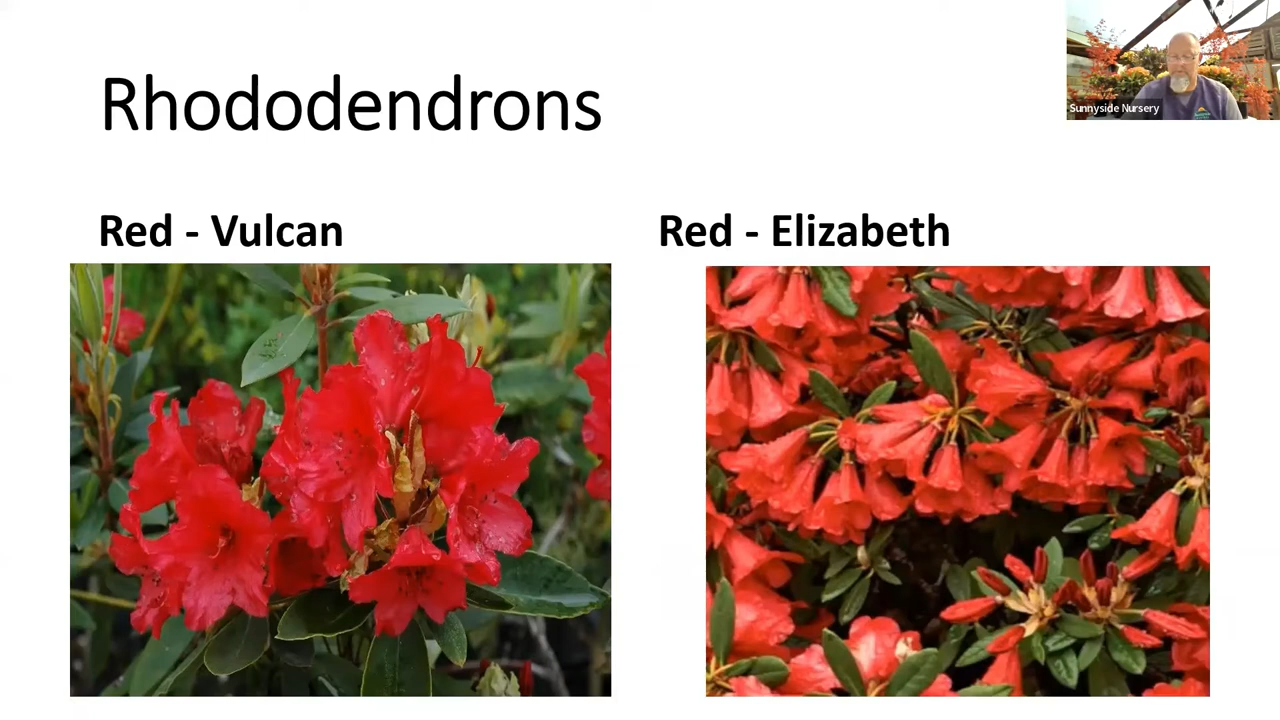 Rhododendrons
Sunnyside Nursery
Red - Vulcan
Red - Elizabeth